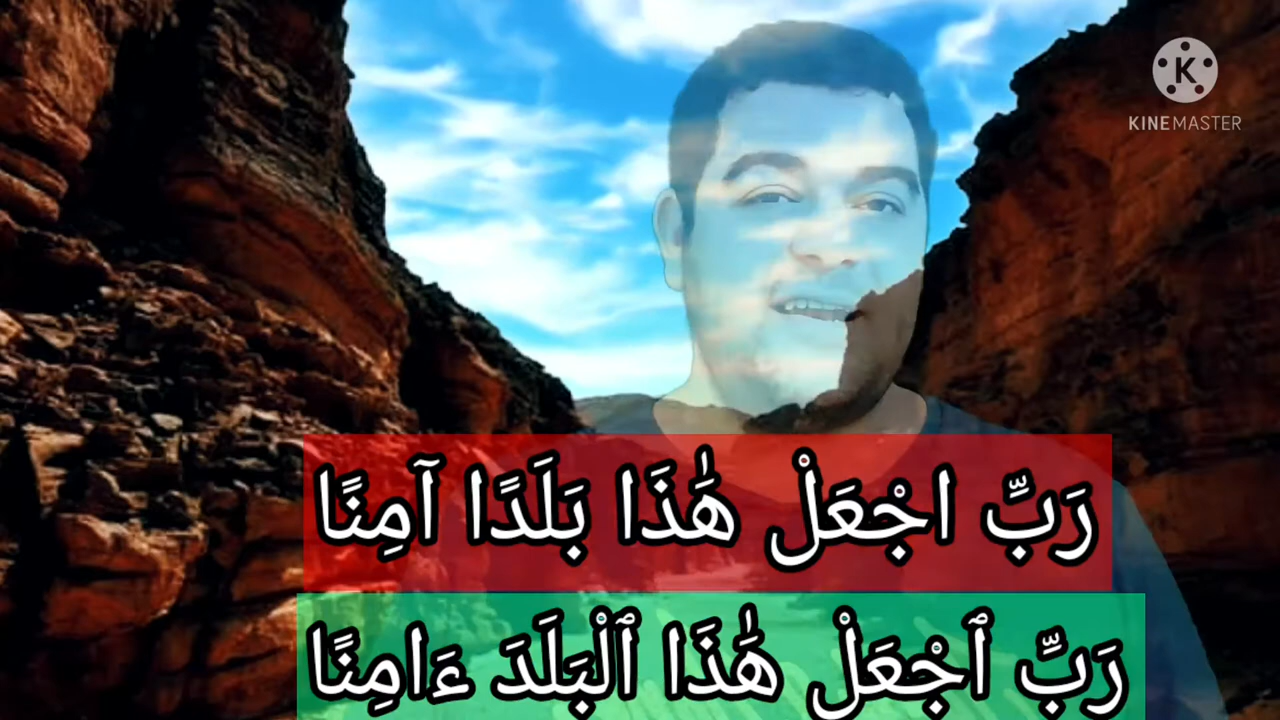 KINEMASTER
رَبِّ اجْعَلْ هَٰذَا بَلَدًا آمِنًا
رَبِّ ٱجْعَلْ هَٰذَا ٱلْبَلَدَ ءَامِنًا